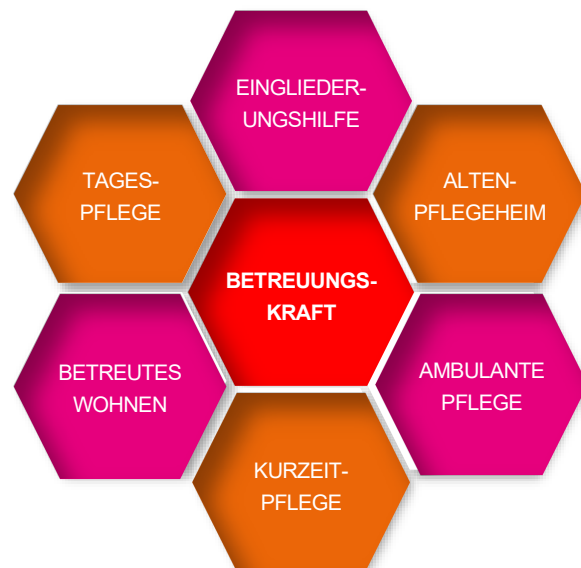 EINGLIEDER-
UNGSHILFE
TAGES-
PFLEGE
ALTEN-
PFLEGEHEIM
BETREUUNGS-
KRAFT
BETREUTES
WOHNEN
AMBULANTE
PFLEGE
KURZEIT-
PFLEGE